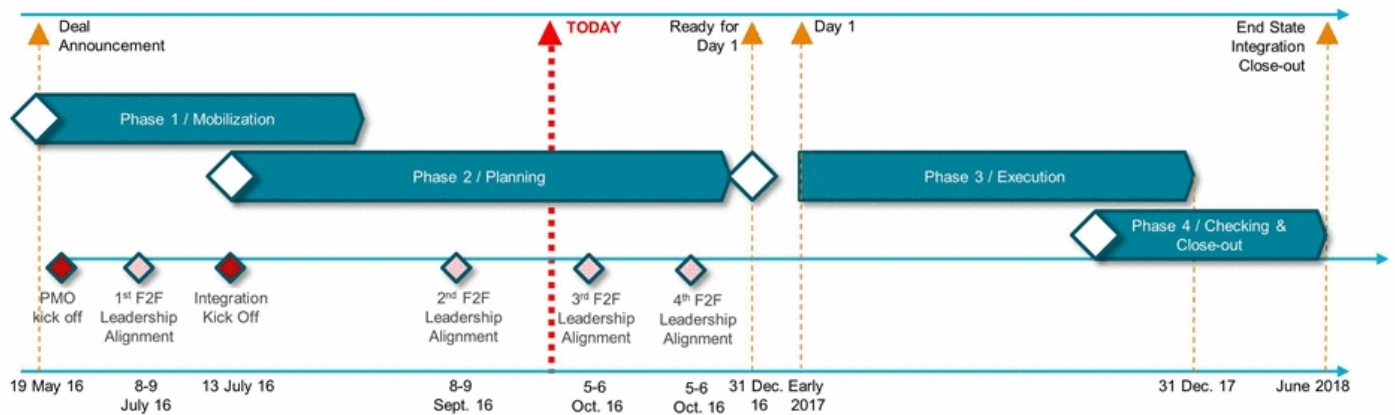 Deal
Announcement
TODAY
Ready for
Day 1
Day 1
End State
Integration
Close-out
Phase 1 / Mobilization
Phase 2 / Planning
Phase 3 / Execution
Phase 4 / Checking &
Close-out
PMO
kick off
1st F2F
Leadership
Alignment
Integration
Kick Off
2nd F2F
Leadership
Alignment
3rd F2F
Leadership
Alignment
4th F2F
Leadership
Alignment
19 May 16
8-9
July 16
13 July 16
8-9
Sept. 16
5-6
Oct. 16
5-6
Oct. 16
31 Dec.
16
Early
2017
31 Dec. 17
June 2018